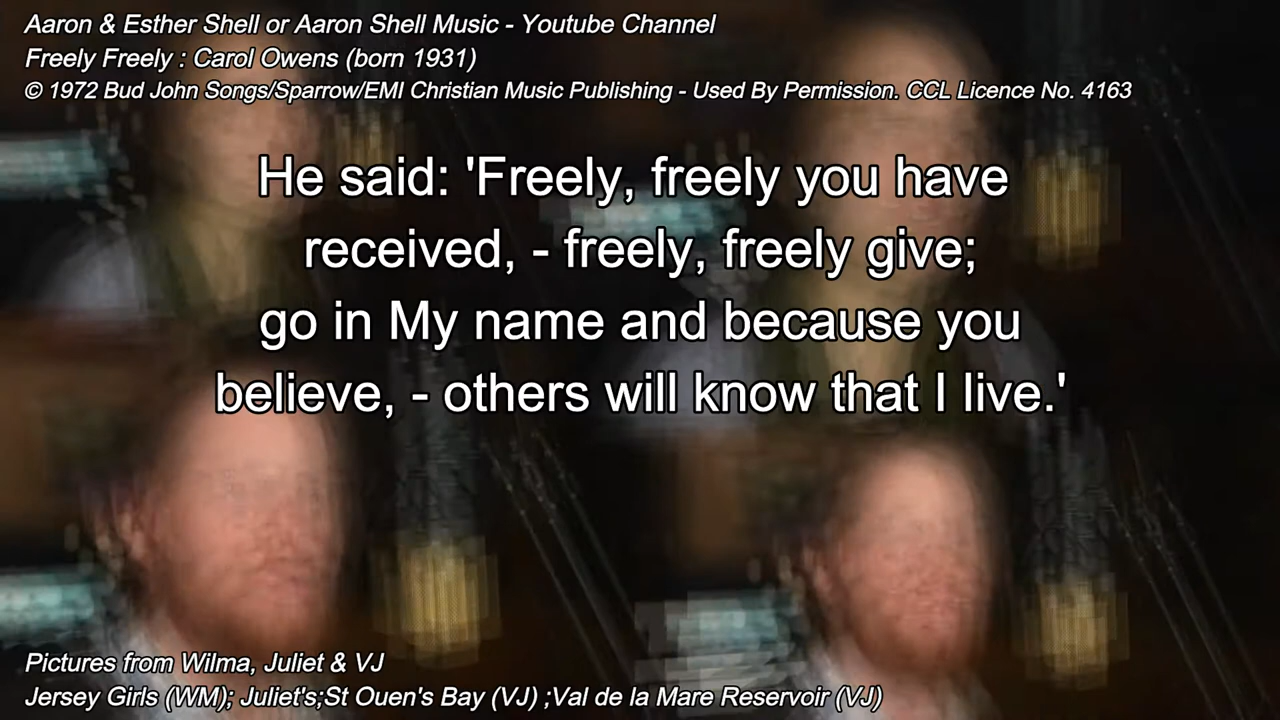 Aaron & Esther Shell or Aaron Shell Music - Youtube Channel
Freely Freely : Carol Owens (born 1931)
© 1972 Bud John Songs/Sparrow/EMI Christian Music Publishing - Used By Permission. CCL Licence No. 4163
He said: 'Freely, freely you have
received, - freely, freely give;
go in My name and because you
believe, - others will know that I live.'
Pictures from Wilma, Juliet & VJ
Jersey Girls (WM); Juliet's;St Ouen's Bay (VJ) ;Val de la Mare Reservoir (VJ)